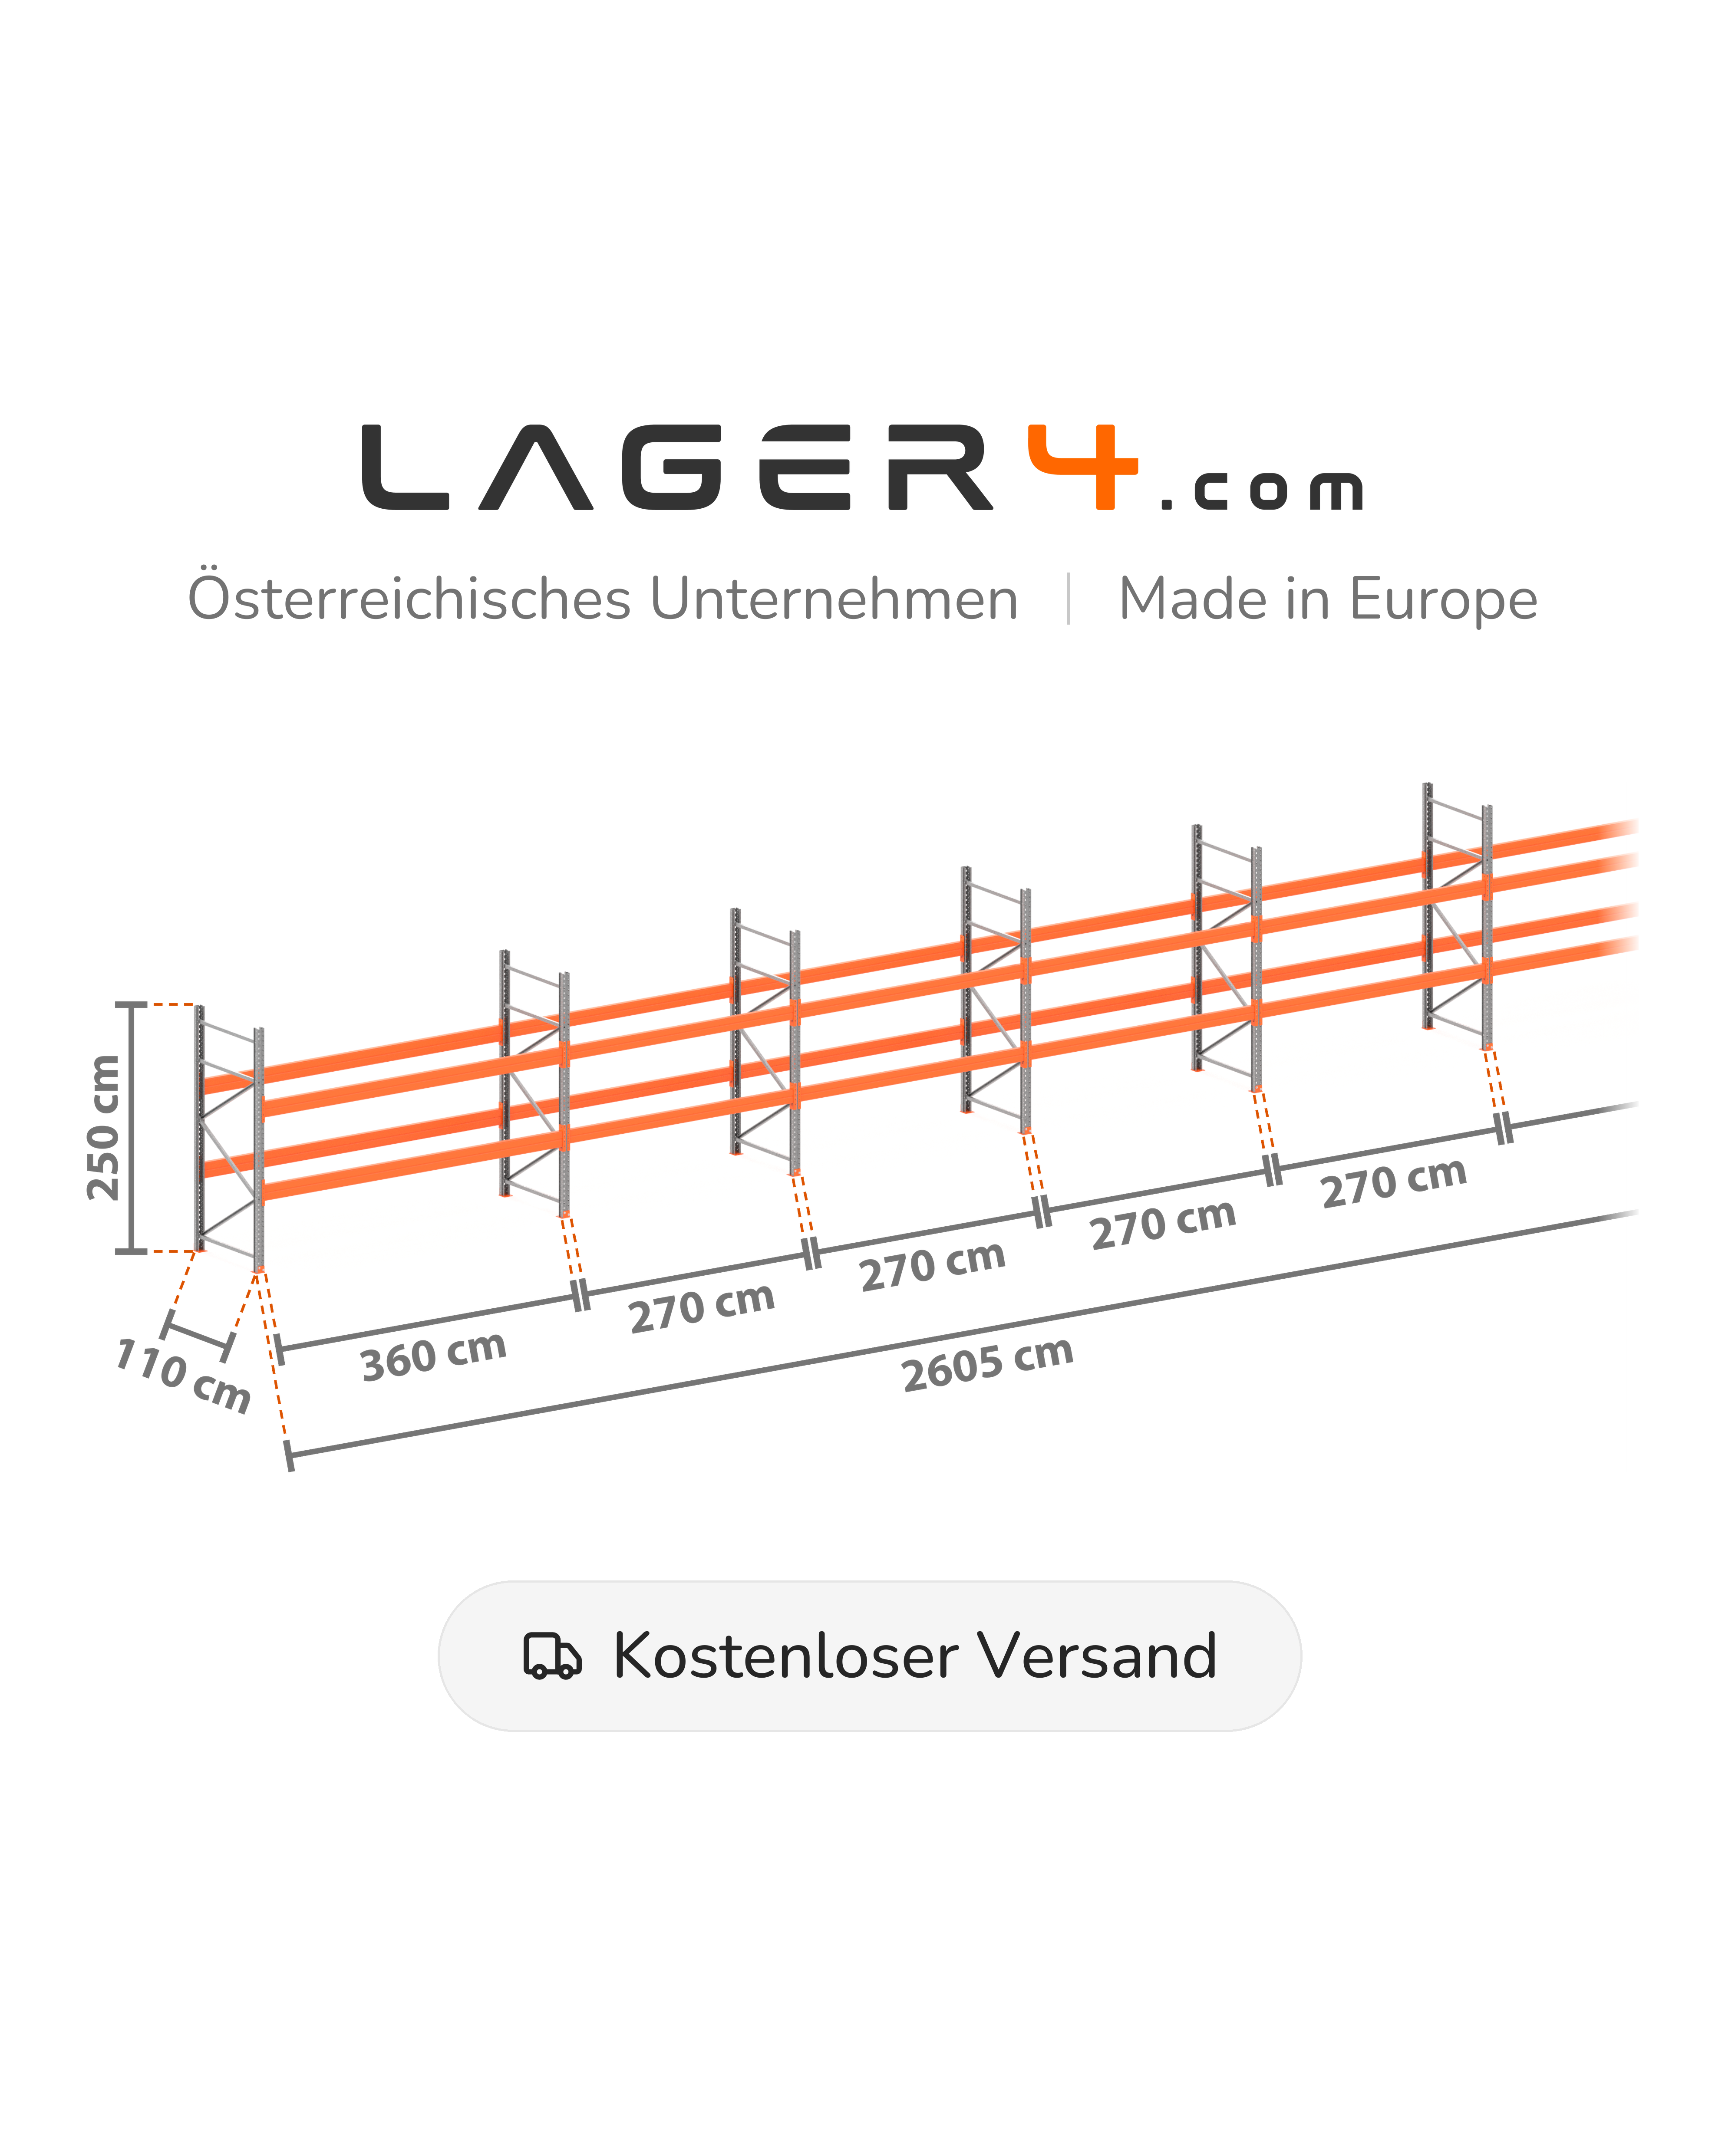 LAGER4.com
Österreichisches Unternehmen | Made in Europe
250 cm
110 cm
360 cm
270 cm
270 cm
270 cm
270 cm
2605 cm
Kostenloser Versand